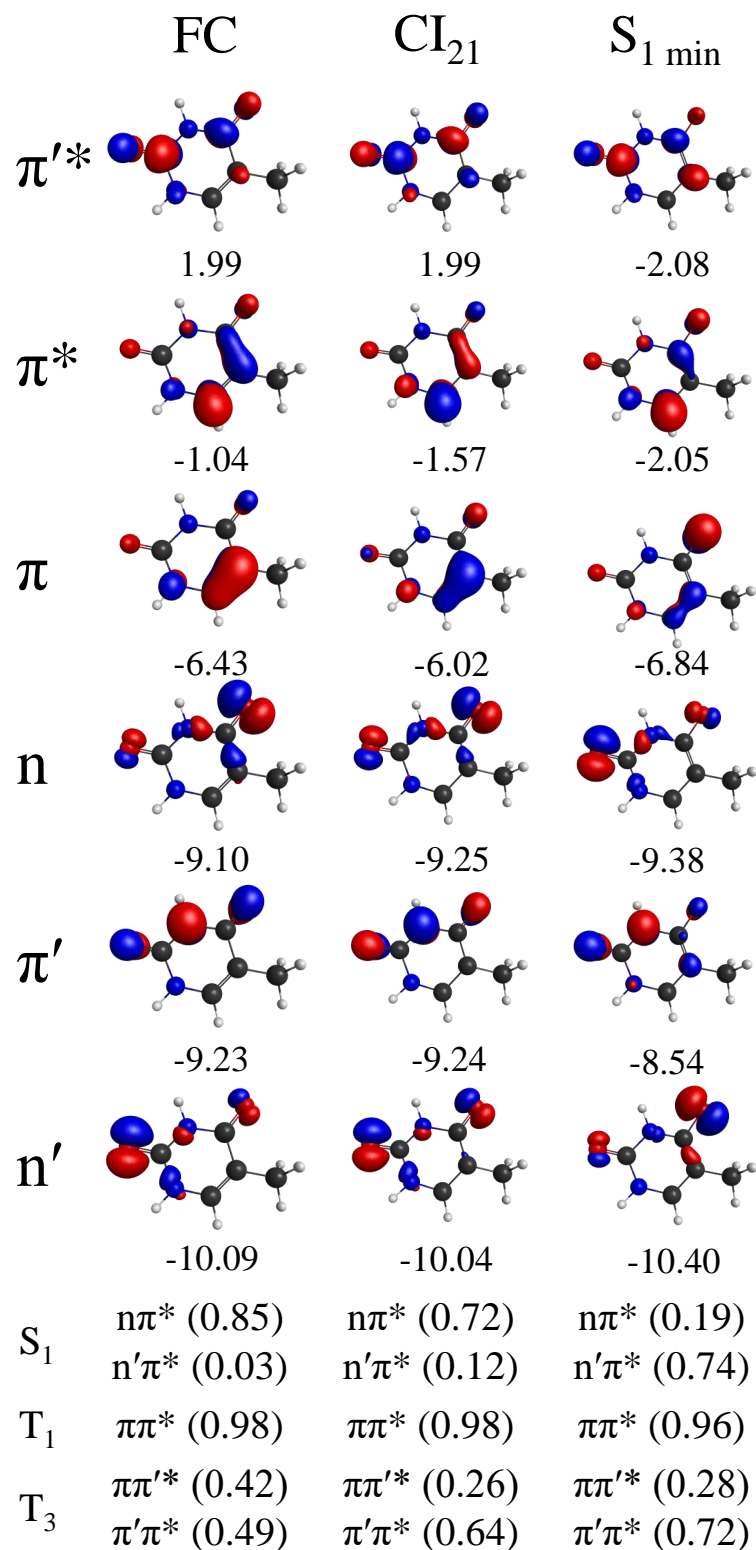 FC CI₂₁ S₁ ₘᵢₙ
π′*
1.99 1.99 -2.08
π*
-1.04 -1.57 -2.05
π
-6.43 -6.02 -6.84
n
-9.10 -9.25 -9.38
π′
-9.23 -9.24 -8.54
n′
-10.09 -10.04 -10.40
S₁
nπ* (0.85) nπ* (0.72) nπ* (0.19)
n′π* (0.03) n′π* (0.12) n′π* (0.74)
T₁ ππ* (0.98) ππ* (0.98) ππ* (0.96)
T₃
ππ′* (0.42) ππ′* (0.26) ππ′* (0.28)
π′π* (0.49) π′π* (0.64) π′π* (0.72)